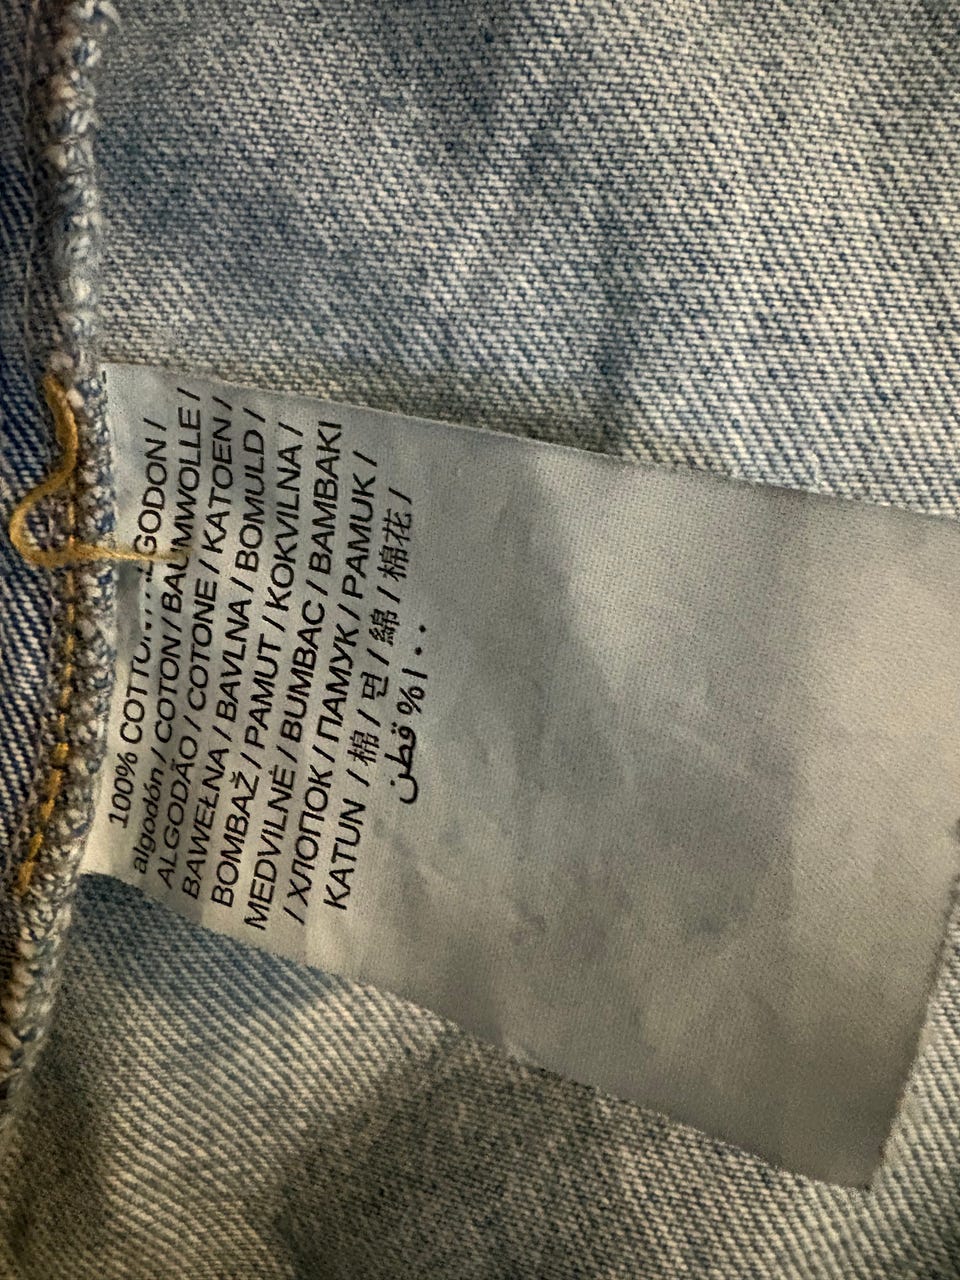 100% COTTON / ALGODON /
algodón / COTON / BAUMWOLLE /
ALGODÃO / COTONE / KATOEN /
BAWEŁNA / BAVLNA / BOMULD /
BOMBAŽ / PAMUT / KOKVILNA /
MEDVILNĖ / BUMBAC / BAMBAKI
/ ХЛОПОК / ПАМУК / PAMUK /
KATUN / 棉 / 면 / 綿 / 棉花 /
١٠٠% قطن